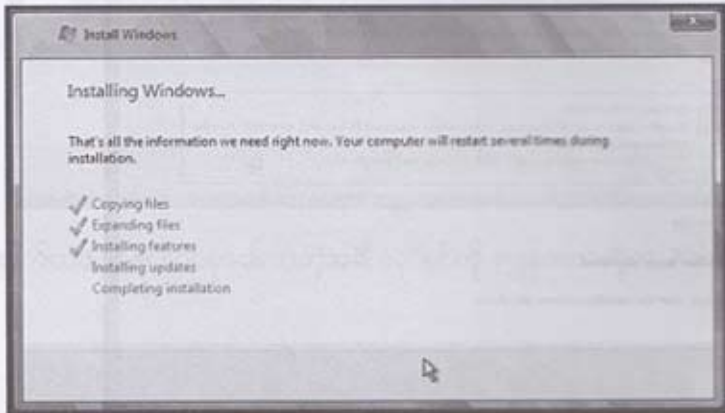 Install Windows
Installing Windows...
That's all the information we need right now. Your computer will restart several times during
installation.
Copying files
Expanding files
Installing features
Installing updates
Completing installation